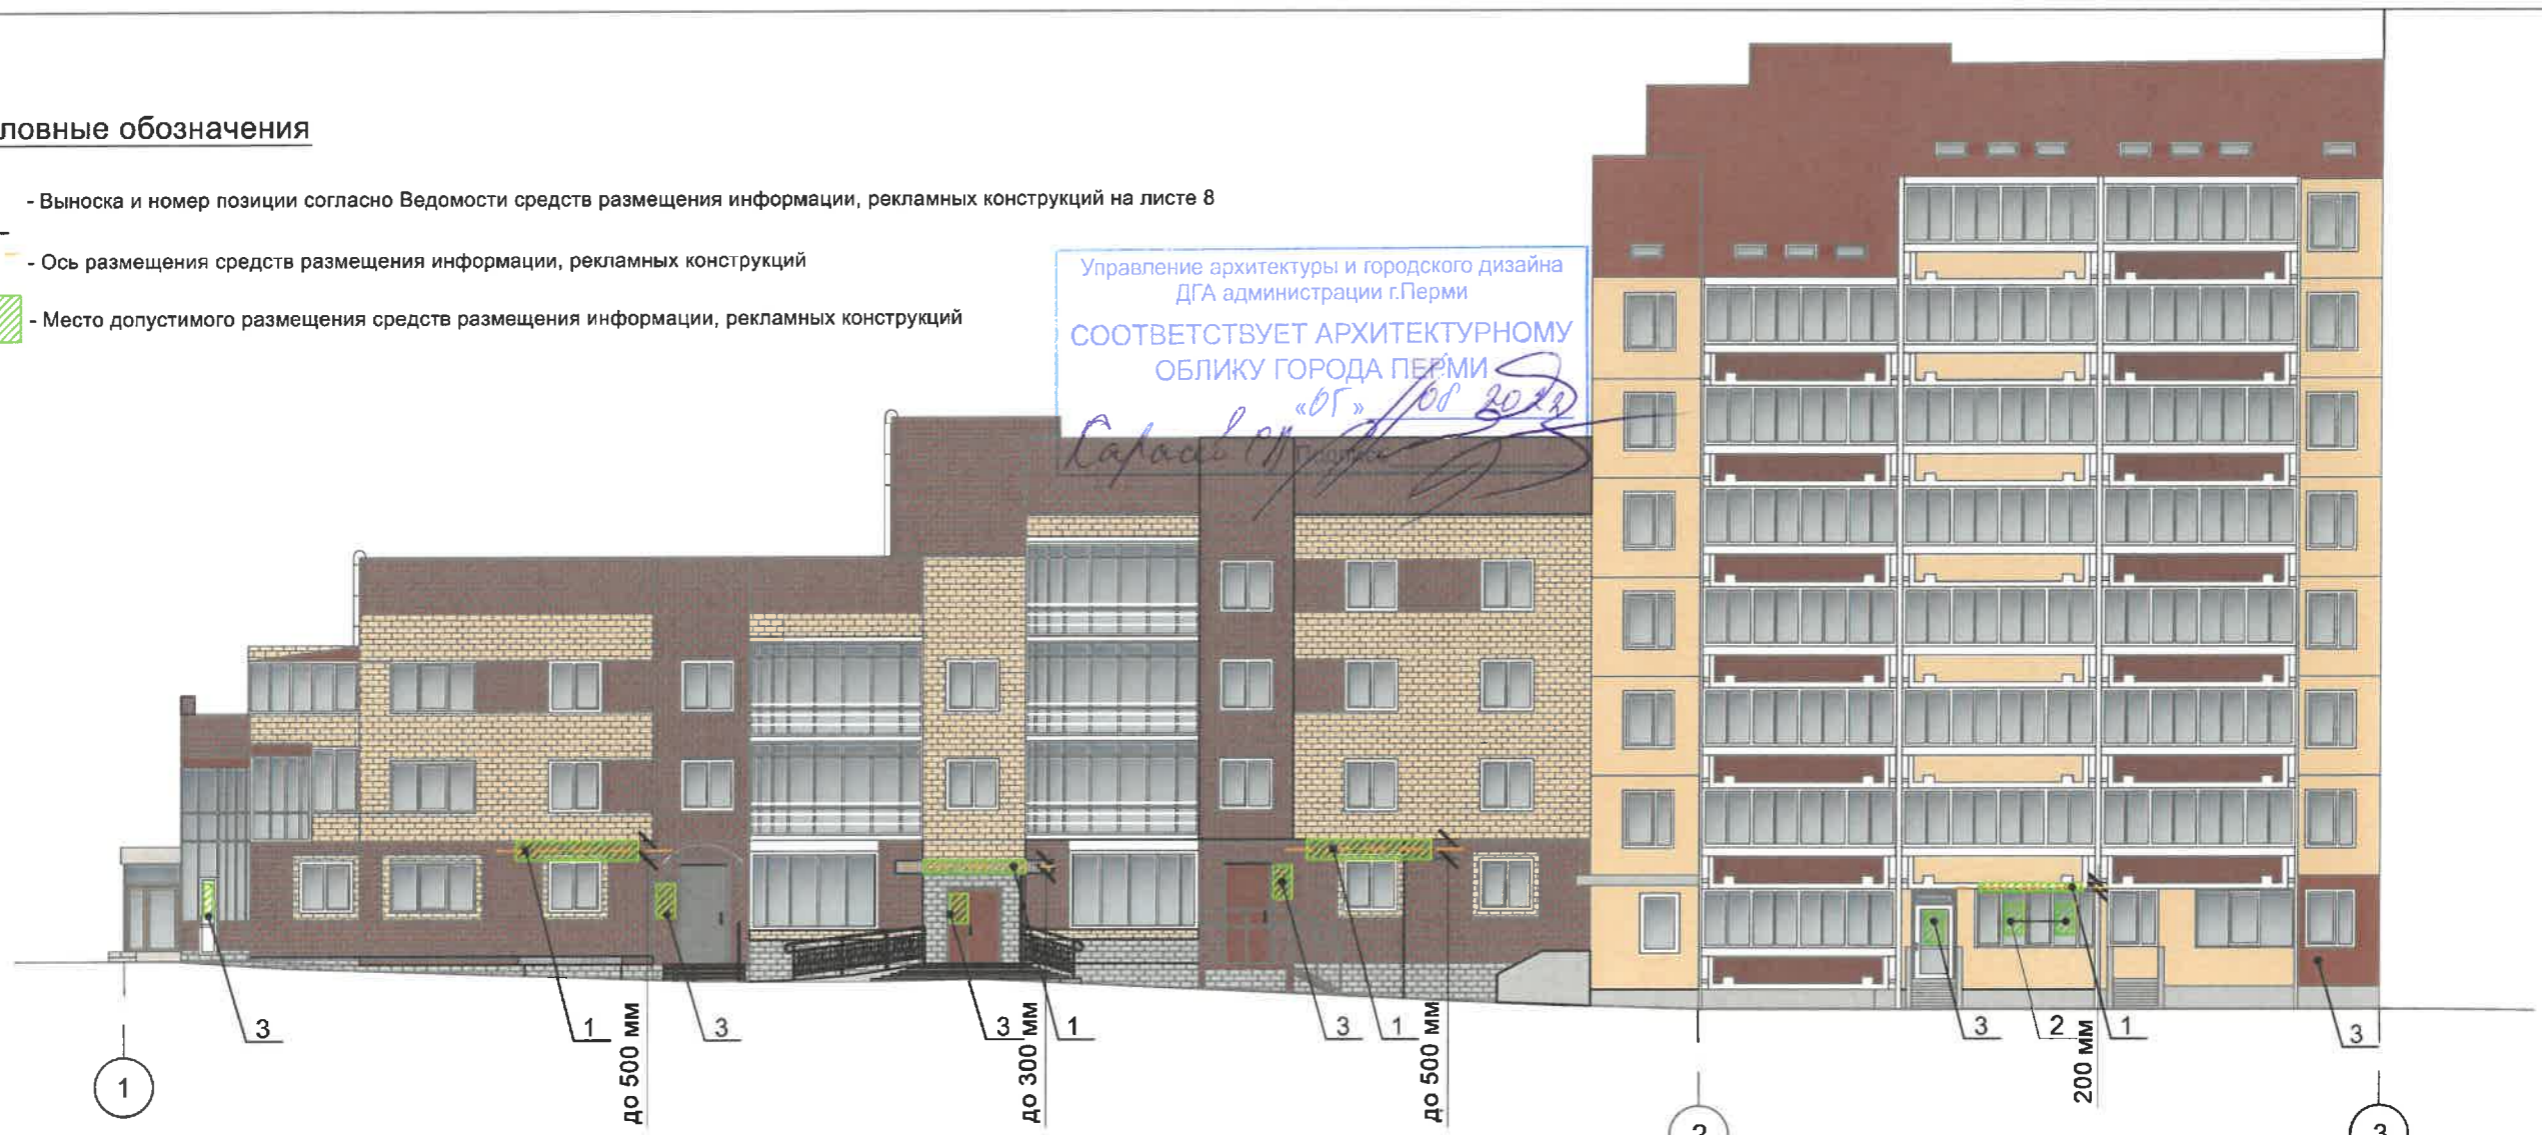 ловные обозначения
- Выноска и номер позиции согласно Ведомости средств размещения информации, рекламных конструкций на листе 8
- Ось размещения средств размещения информации, рекламных конструкций
- Место допустимого размещения средств размещения информации, рекламных конструкций
Управление архитектуры и городского дизайна
ДГА администрации г.Перми
СООТВЕТСТВУЕТ АРХИТЕКТУРНОМУ
ОБЛИКУ ГОРОДА ПЕРМИ
08 2022
3 1 3 3 1 3 1 3 2 1 3
до 500 мм
до 300 мм
до 500 мм
200 мм
1 2 3